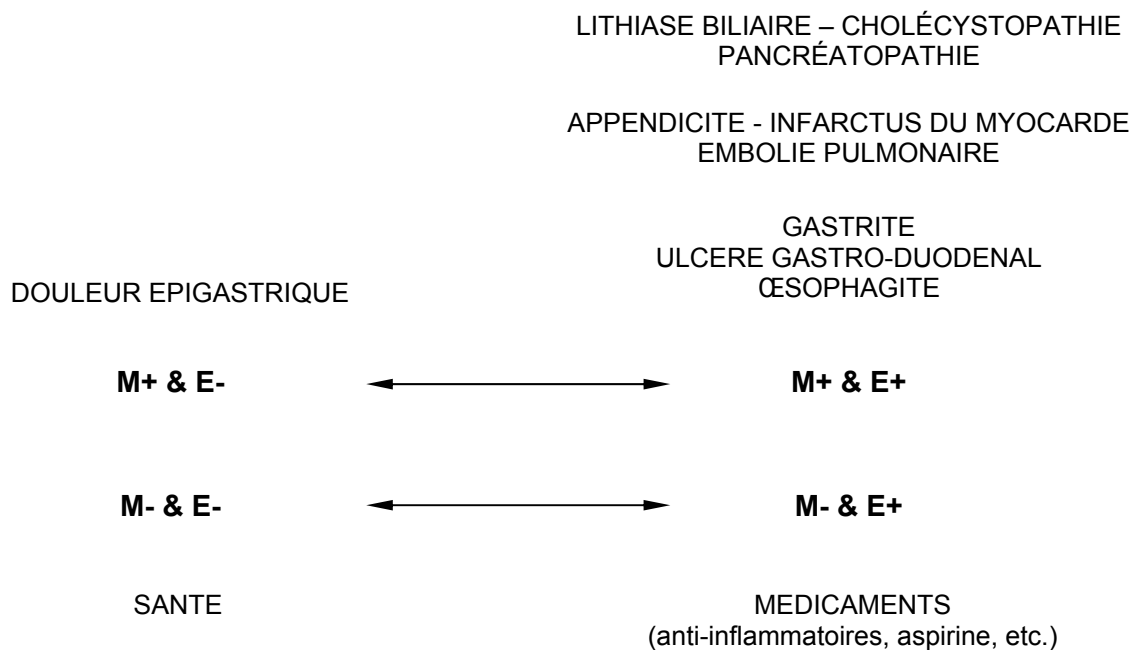 LITHIASE BILIAIRE – CHOLÉCYSTOPATHIE
PANCRÉATOPATHIE
APPENDICITE - INFARCTUS DU MYOCARDE
EMBOLIE PULMONAIRE
GASTRITE
ULCERE GASTRO-DUODENAL
ŒSOPHAGITE
DOULEUR EPIGASTRIQUE
M+ & E-
M+ & E+
M- & E-
M- & E+
SANTE
MEDICAMENTS
(anti-inflammatoires, aspirine, etc.)